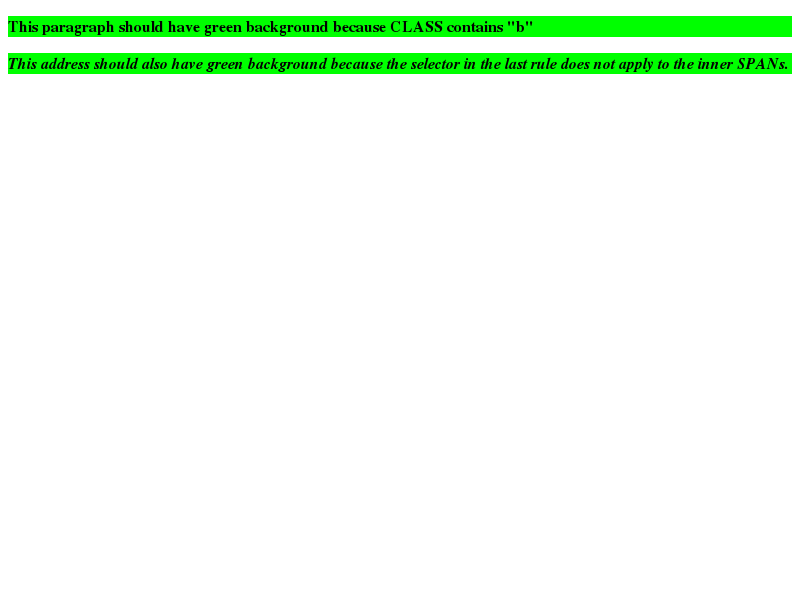 This paragraph should have green background because CLASS contains "b"
This address should also have green background because the selector in the last rule does not apply to the inner SPANs.